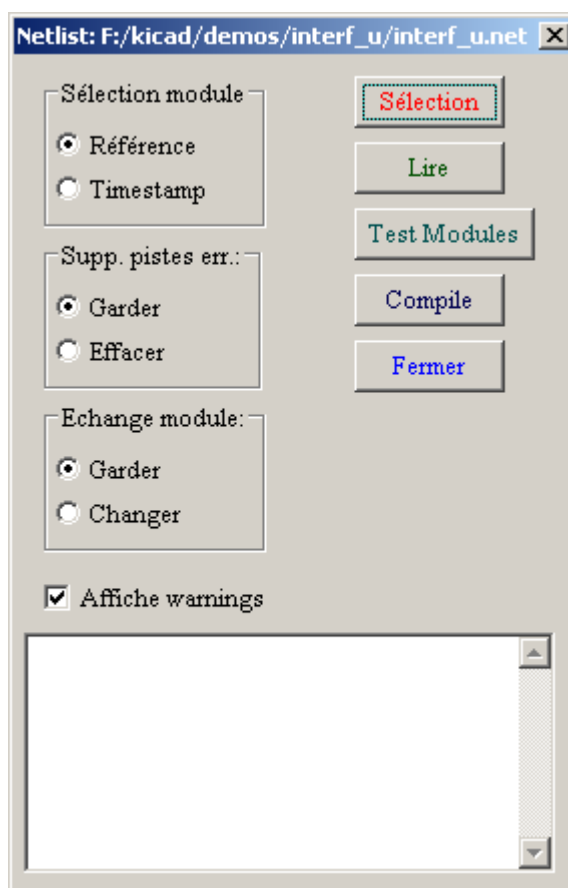 Netlist: F:/kicad/demos/interf_u/interf_u.net
Sélection module
Référence
Timestamp
Supp. pistes err.:
Garder
Effacer
Echange module:
Garder
Changer
Affiche warnings
Sélection
Lire
Test Modules
Compile
Fermer